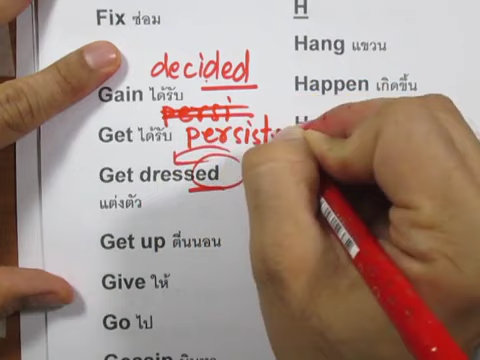 Fix ซ่อม
decided
Gain ได้รับ
persi
Get ได้รับ persist
Get dressed
แต่งตัว
Get up ตื่นนอน
Give ให้
Go ไป
H
Hang แขวน
Happen เกิดขึ้น